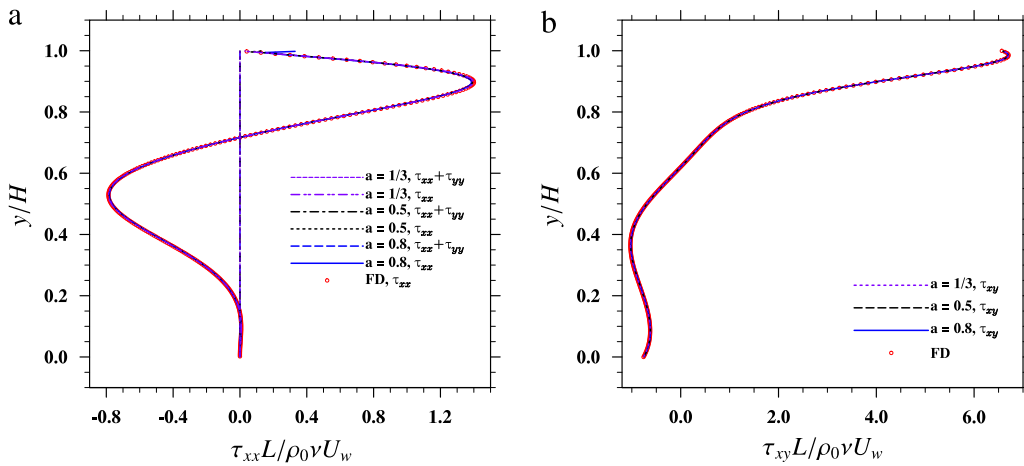 a
1.0
0.8
0.6
0.4
0.2
0.0
y/H
a = 1/3, τxx+τyy
a = 1/3, τxx
a = 0.5, τxx+τyy
a = 0.5, τxx
a = 0.8, τxx+τyy
a = 0.8, τxx
FD, τxx
-0.8 -0.4 0.0 0.4 0.8 1.2
τxxL/ρ0νUw
b
1.0
0.8
0.6
0.4
0.2
0.0
y/H
a = 1/3, τxy
a = 0.5, τxy
a = 0.8, τxy
FD
0.0 2.0 4.0 6.0
τxyL/ρ0νUw